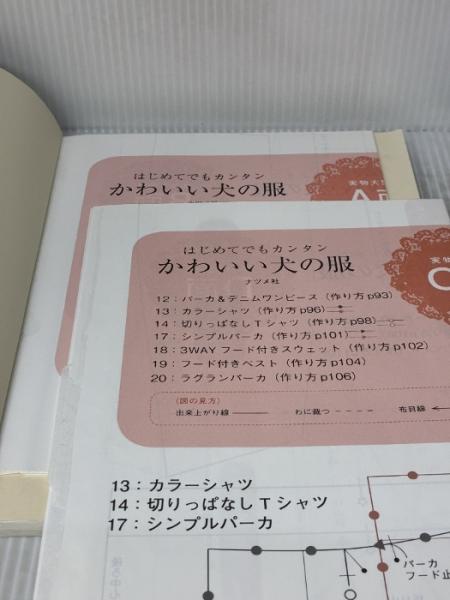 はじめてでもカンタン
かわいい犬の服
実物大
はじめてでもカンタン
かわいい犬の服
ナツメ社
実物
C
12：パーカ＆デニムワンピース（作り方p93）
13：カラーシャツ（作り方p96）
14：切りっぱなしTシャツ（作り方p98）
17：シンプルパーカ（作り方p101）
18：3WAYフード付きスウェット（作り方p102）
19：フード付きベスト（作り方p104）
20：ラグランパーカ（作り方p106）
〈図の見方〉
出来上がり線 わに裁つ 布目線
13：カラーシャツ
14：切りっぱなしTシャツ
17：シンプルパーカ
パーカ
フード止